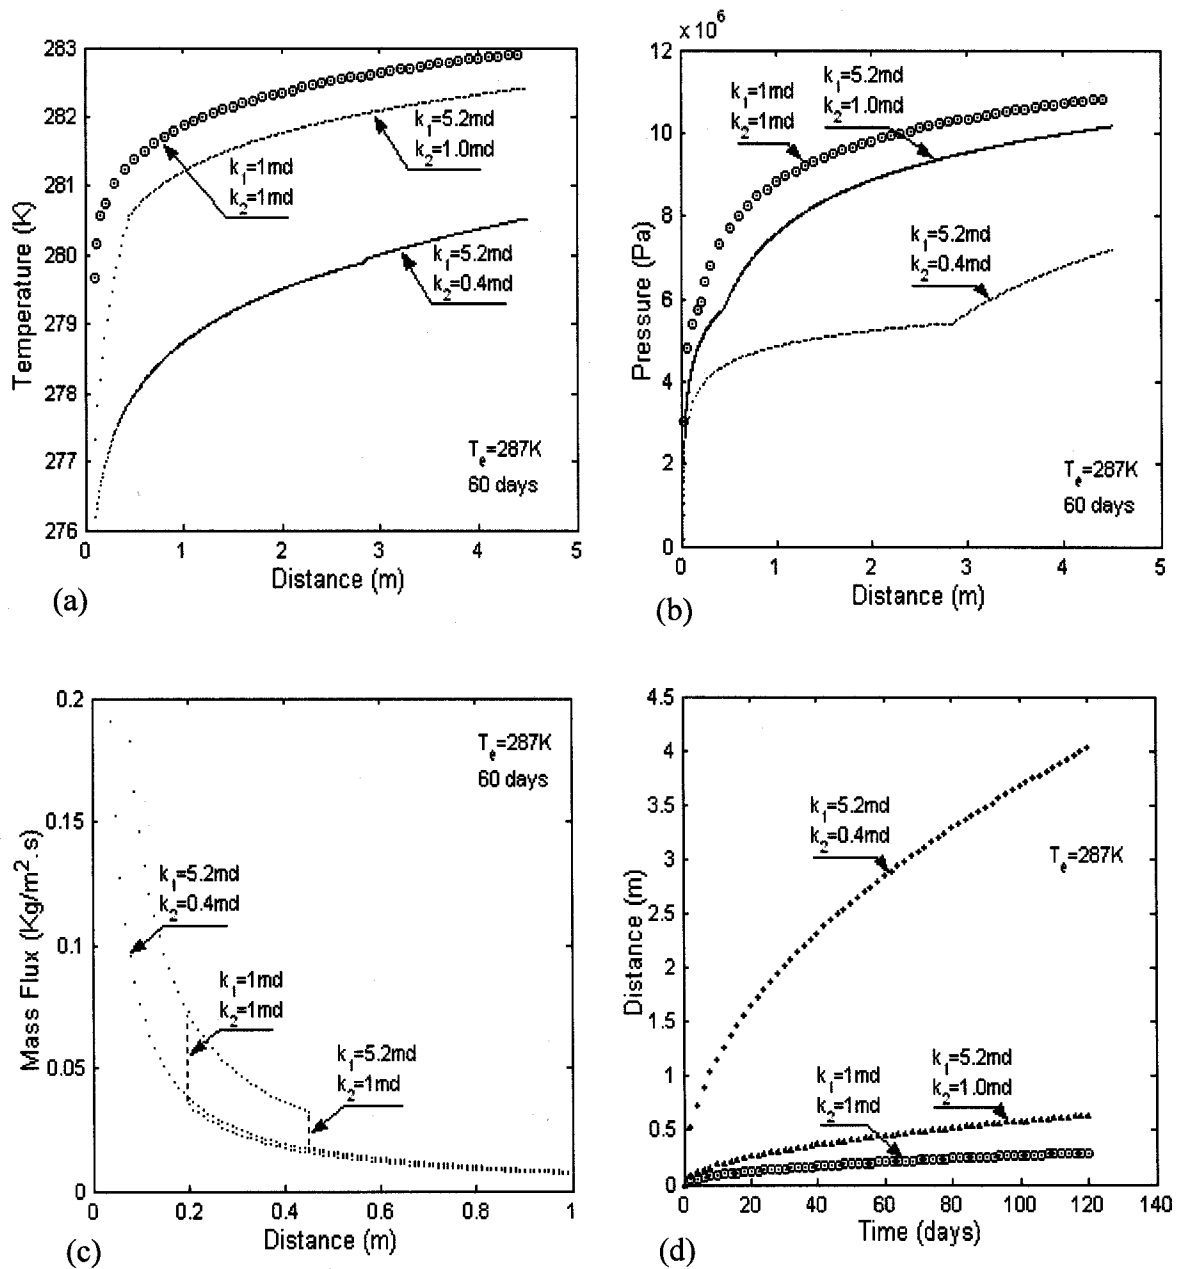 283
282
281
280
279
278
277
276
0 1 2 3 4 5
Temperature (K)
Distance (m)
k1=5.2md
k2=1.0md
k1=1md
k2=1md
k1=5.2md
k2=0.4md
Te=287K
60 days
(a)
x 10^6
12
10
8
6
4
2
0
0 1 2 3 4 5
Pressure (Pa)
Distance (m)
k1=1md
k2=1md
k1=5.2md
k2=1.0md
k1=5.2md
k2=0.4md
Te=287K
60 days
(b)
0.2
0.15
0.1
0.05
0
0 0.2 0.4 0.6 0.8 1
Mass Flux (Kg/m2.s)
Distance (m)
Te=287K
60 days
k1=5.2md
k2=0.4md
k1=1md
k2=1md
k1=5.2md
k2=1md
(c)
4.5
4
3.5
3
2.5
2
1.5
1
0.5
0
0 20 40 60 80 100 120 140
Distance (m)
Time (days)
k1=5.2md
k2=0.4md
Te=287K
k1=1md
k2=1md
k1=5.2md
k2=1.0md
(d)